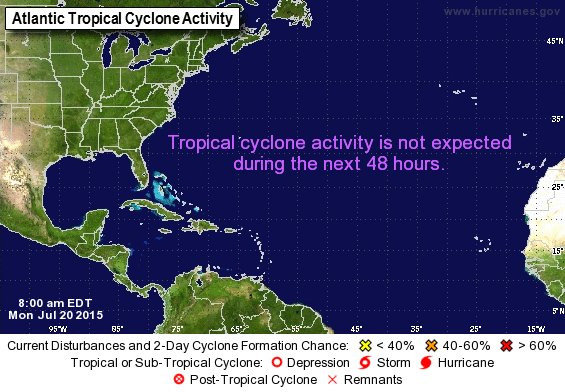 Atlantic Tropical Cyclone Activity
www.hurricanes.gov
45°N
35°N
Tropical cyclone activity is not expected
during the next 48 hours.
25°N
15°N
8:00 am EDT
Mon Jul 20 2015
5°N
95°W 85°W 75°W 65°W 55°W 45°W 35°W 25°W 15°W
Current Disturbances and 2-Day Cyclone Formation Chance: < 40% 40-60% > 60%
Tropical or Sub-Tropical Cyclone: Depression Storm Hurricane
Post-Tropical Cyclone Remnants